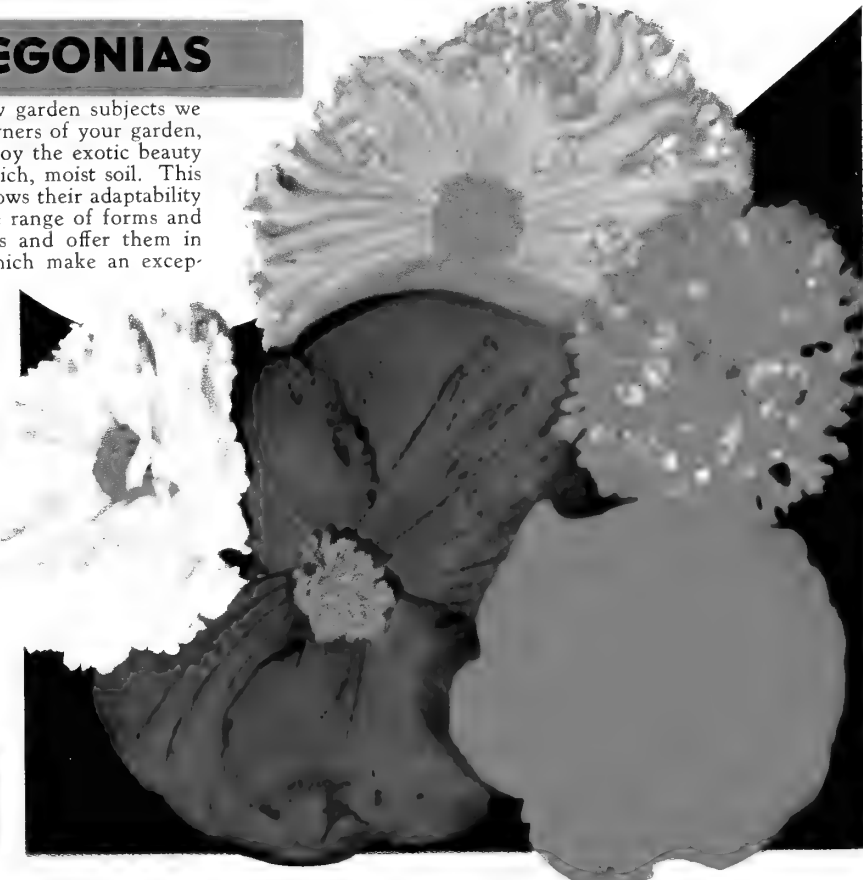 EGONIAS
garden subjects we
rners of your garden,
oy the exotic beauty
ich, moist soil. This
ows their adaptability
range of forms and
s and offer them in
hich make an excep-